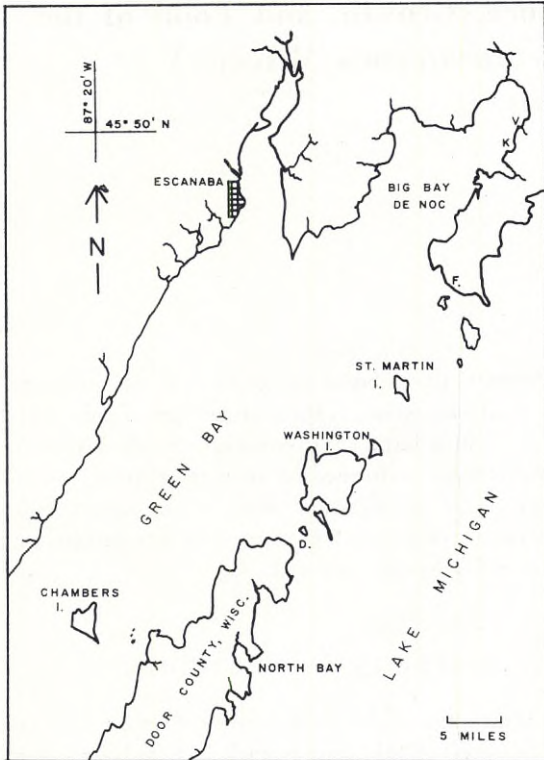 87° 20' W
45° 50' N
ESCANABA
N
V
K
BIG BAY
DE NOC
F.
ST. MARTIN
I.
WASHINGTON
I.
GREEN BAY
D.
LAKE MICHIGAN
CHAMBERS
I.
DOOR COUNTY, WISC.
NORTH BAY
5 MILES